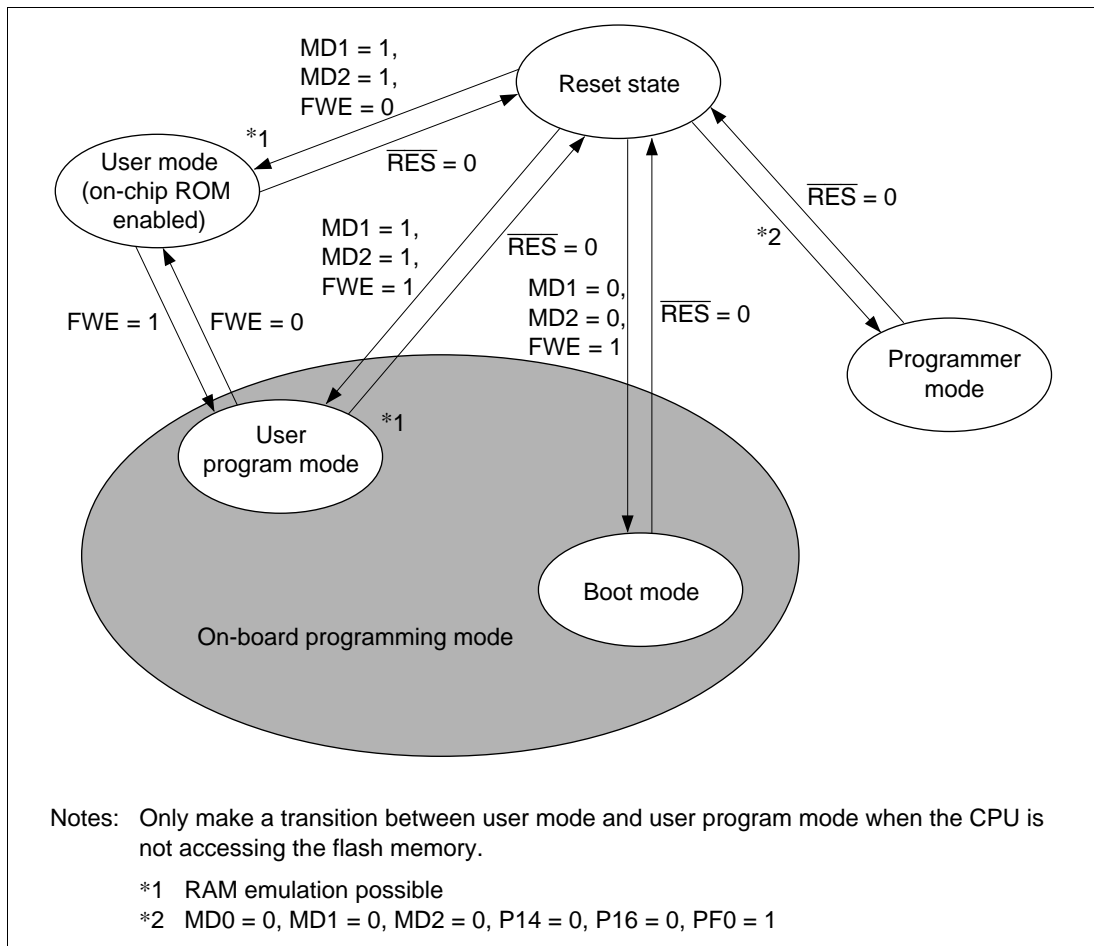 MD1 = 1,
MD2 = 1,
FWE = 0
Reset state
*1
User mode
(on-chip ROM
enabled)
RES = 0
RES = 0
MD1 = 1,
MD2 = 1,
FWE = 1
RES = 0
*2
MD1 = 0,
MD2 = 0,
FWE = 1
RES = 0
FWE = 1
FWE = 0
Programmer
mode
*1
User
program mode
Boot mode
On-board programming mode
Notes: Only make a transition between user mode and user program mode when the CPU is
not accessing the flash memory.
*1 RAM emulation possible
*2 MD0 = 0, MD1 = 0, MD2 = 0, P14 = 0, P16 = 0, PF0 = 1